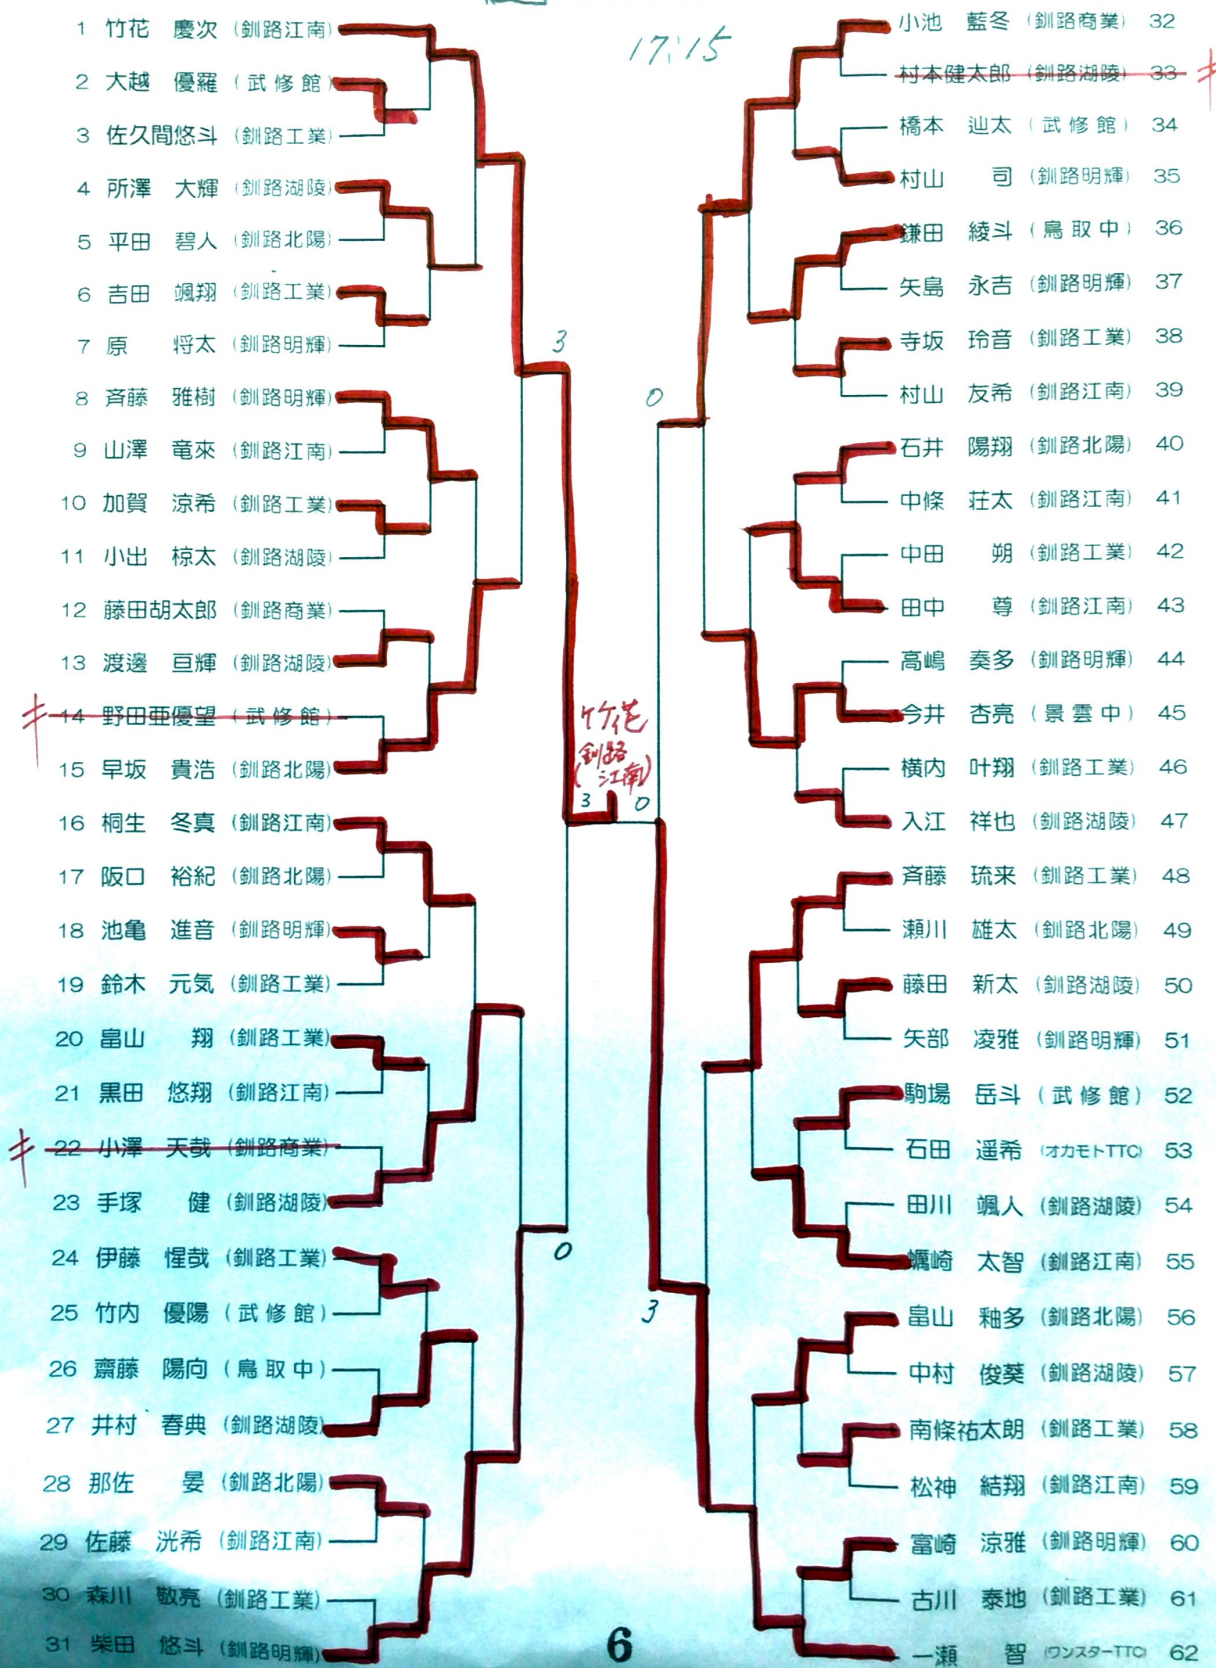 17:15
1 竹花 慶次 (釧路江南)
2 大越 優羅 (武修館)
3 佐久間悠斗 (釧路工業)
4 所澤 大輝 (釧路湖陵)
5 平田 碧人 (釧路北陽)
6 吉田 颯翔 (釧路工業)
7 原 将太 (釧路明輝)
8 斉藤 雅樹 (釧路明輝)
9 山澤 竜來 (釧路江南)
10 加賀 涼希 (釧路工業)
11 小出 椋太 (釧路湖陵)
12 藤田胡太郎 (釧路商業)
13 渡邊 亘輝 (釧路湖陵)
キ 14 野田亜優望 (武修館)
15 早坂 貴浩 (釧路北陽)
16 桐生 冬真 (釧路江南)
17 阪口 裕紀 (釧路北陽)
18 池亀 進音 (釧路明輝)
19 鈴木 元気 (釧路工業)
20 畠山 翔 (釧路工業)
21 黒田 悠翔 (釧路江南)
キ 22 小澤 天哉 (釧路商業)
23 手塚 健 (釧路湖陵)
24 伊藤 惺哉 (釧路工業)
25 竹内 優陽 (武修館)
26 齋藤 陽向 (鳥取中)
27 井村 春典 (釧路湖陵)
28 那佐 晏 (釧路北陽)
29 佐藤 洸希 (釧路江南)
30 森川 敬亮 (釧路工業)
31 柴田 悠斗 (釧路明輝)
3
0
竹花
釧路
(江南)
3 0
0
3
小池 藍冬 (釧路商業) 32
村本健太郎 (釧路湖陵) 33 キ
橋本 辿太 (武修館) 34
村山 司 (釧路明輝) 35
鎌田 綾斗 (鳥取中) 36
矢島 永吉 (釧路明輝) 37
寺坂 玲音 (釧路工業) 38
村山 友希 (釧路江南) 39
石井 陽翔 (釧路北陽) 40
中條 荘太 (釧路江南) 41
中田 朔 (釧路工業) 42
田中 尊 (釧路江南) 43
高嶋 奏多 (釧路明輝) 44
今井 杏亮 (景雲中) 45
横内 叶翔 (釧路工業) 46
入江 祥也 (釧路湖陵) 47
斉藤 琉来 (釧路工業) 48
瀬川 雄太 (釧路北陽) 49
藤田 新太 (釧路湖陵) 50
矢部 凌雅 (釧路明輝) 51
駒場 岳斗 (武修館) 52
石田 遥希 (オカモトTTC) 53
田川 颯人 (釧路湖陵) 54
蠣崎 太智 (釧路江南) 55
畠山 釉多 (釧路北陽) 56
中村 俊葵 (釧路湖陵) 57
南條祐太朗 (釧路工業) 58
松神 結翔 (釧路江南) 59
富崎 涼雅 (釧路明輝) 60
古川 泰地 (釧路工業) 61
一瀬 智 (ワンスターTTC) 62
6